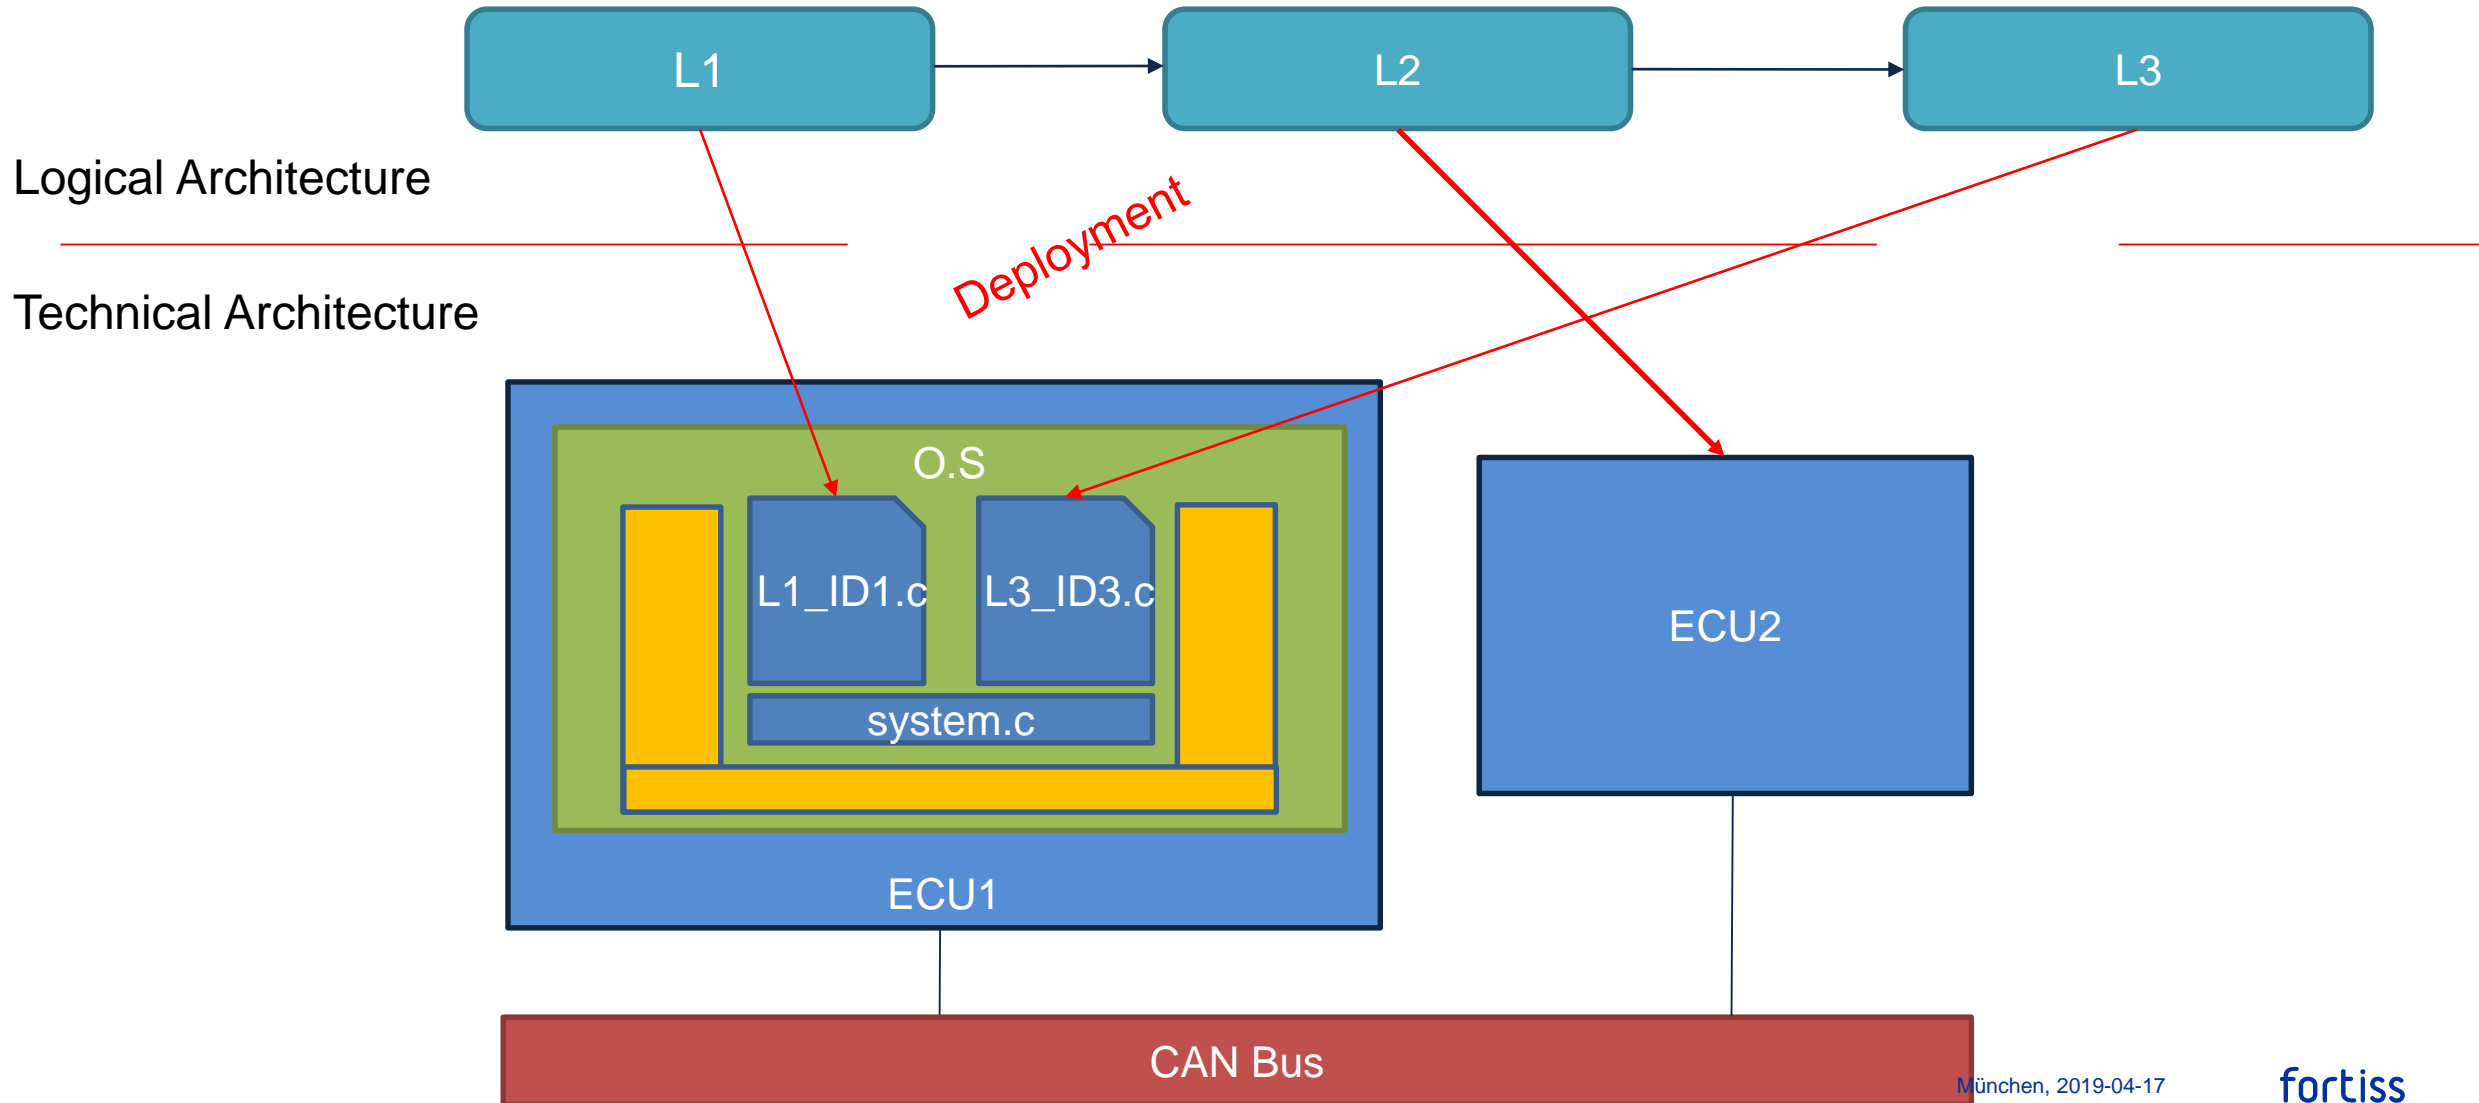 L1
L2
L3
Logical Architecture
Deployment
Technical Architecture
O.S
L1_ID1.c
L3_ID3.c
system.c
ECU1
ECU2
CAN Bus
München, 2019-04-17
fortiss